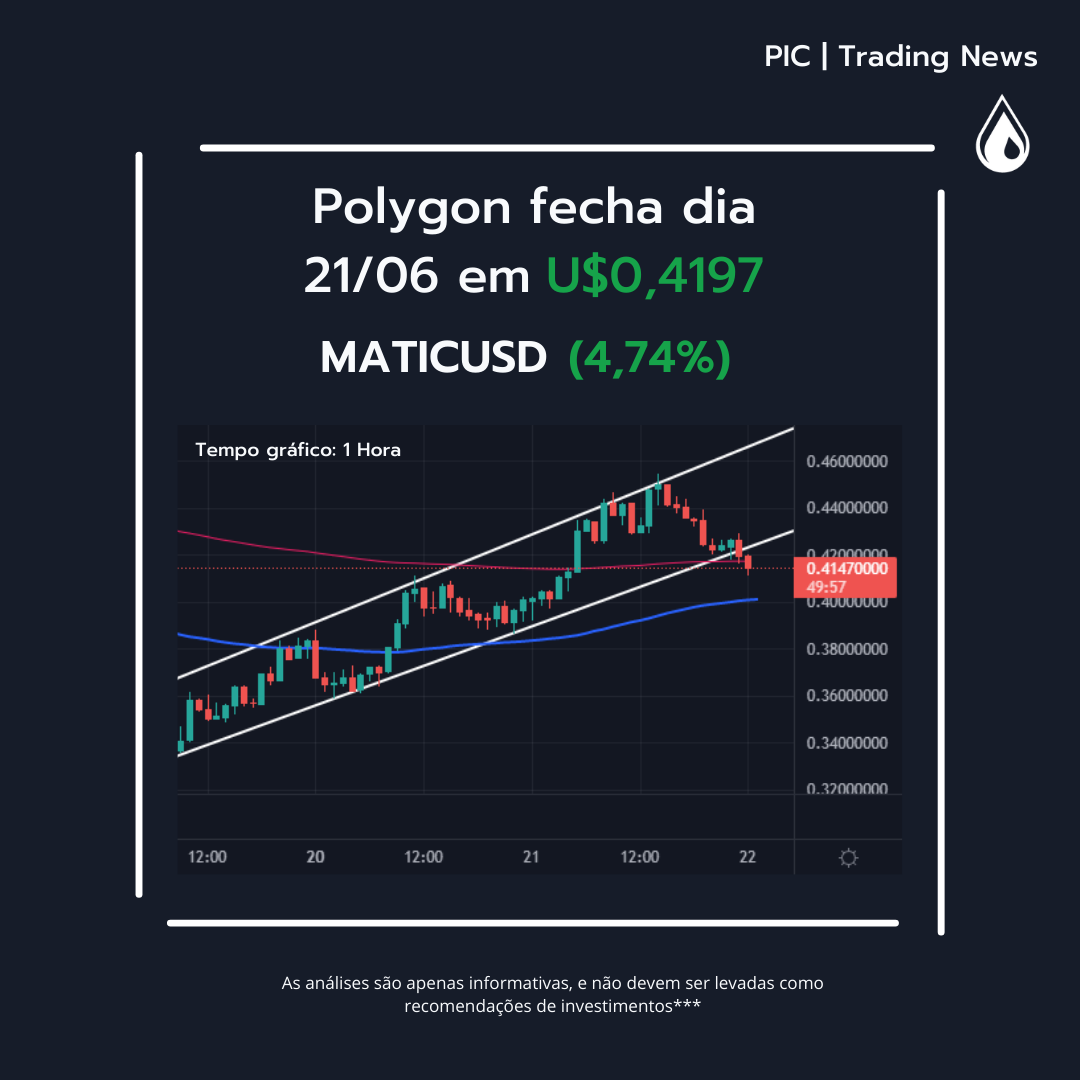 PIC | Trading News
Polygon fecha dia
21/06 em U$0,4197
MATICUSD (4,74%)
Tempo gráfico: 1 Hora
0.46000000
0.44000000
0.42000000
0.41470000
49:57
0.40000000
0.38000000
0.36000000
0.34000000
0.32000000
12:00 20 12:00 21 12:00 22
As análises são apenas informativas, e não devem ser levadas como
recomendações de investimentos***